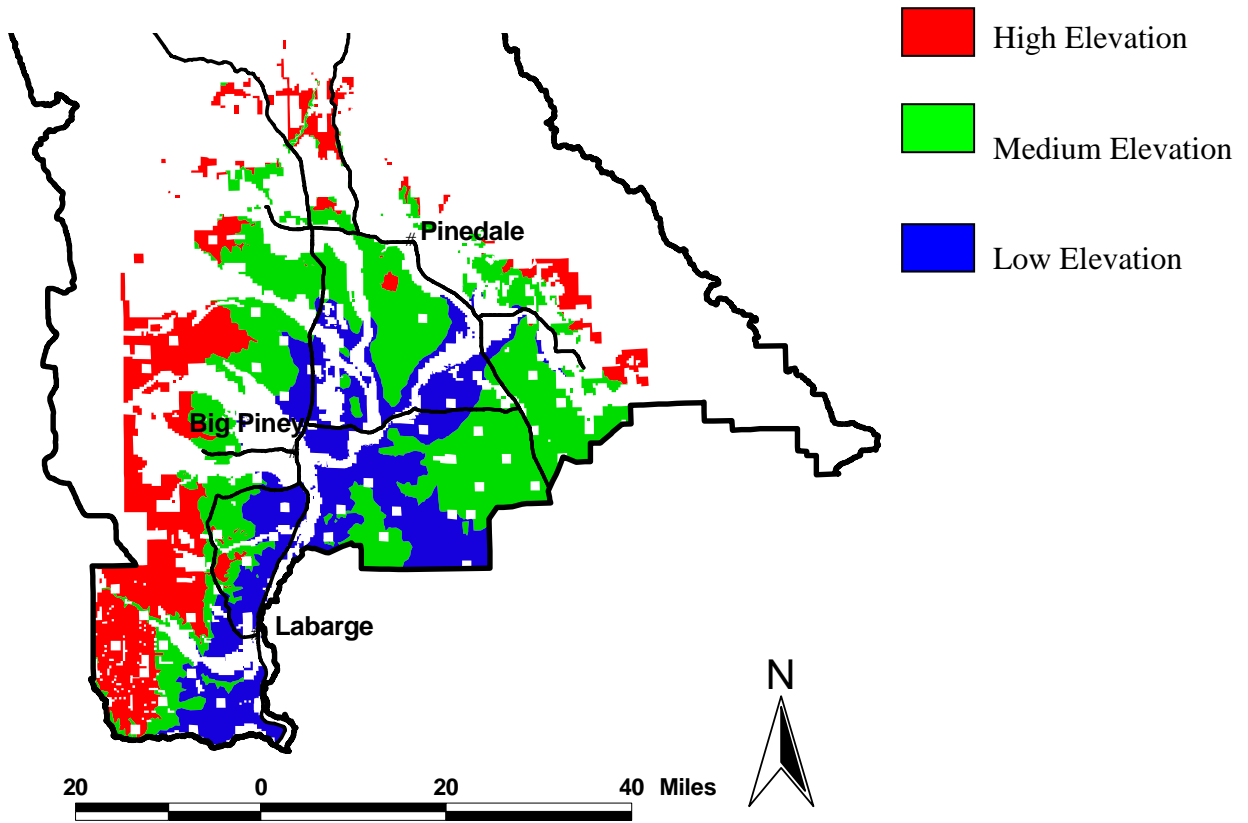 High Elevation
Medium Elevation
Low Elevation
# Pinedale
Big Piney
#
# Labarge
N
20 0 20 40 Miles